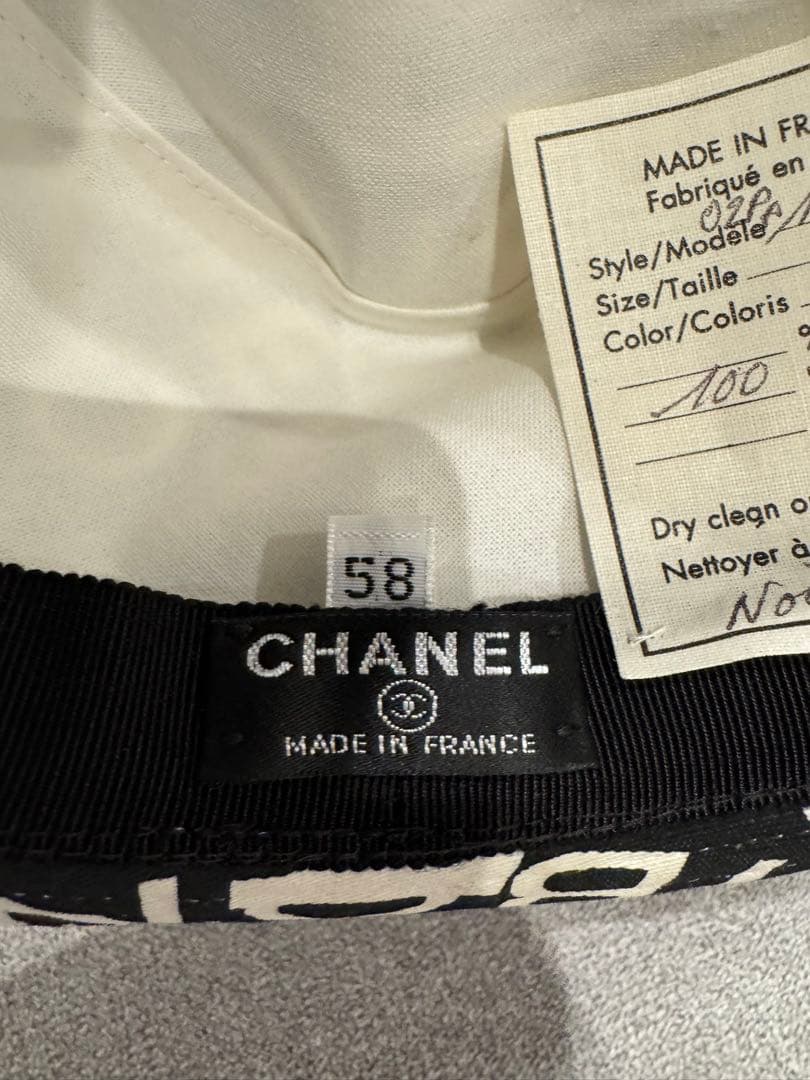 MADE IN FR
Fabriqué en
Style/Modèle
Size/Taille
Color/Coloris
100
Dry clean o
Nettoyer à
58
CHANEL
MADE IN FRANCE